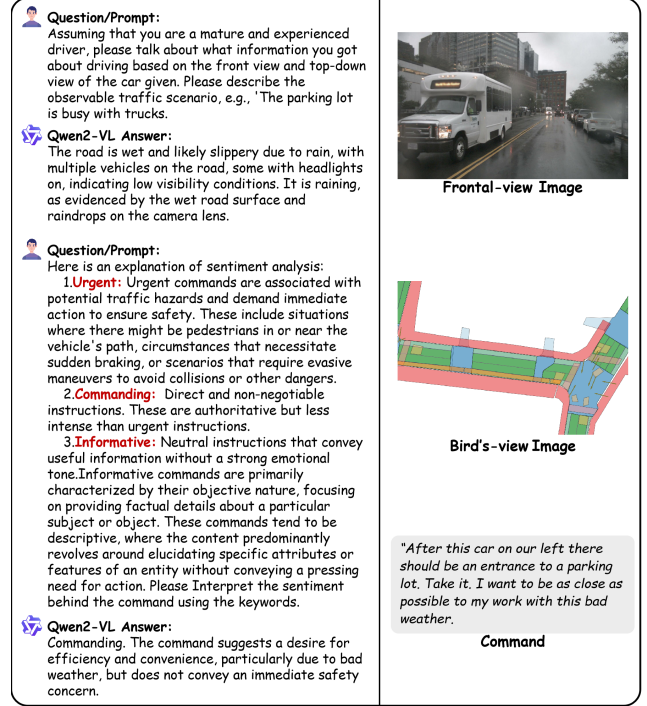 Question/Prompt:
Assuming that you are a mature and experienced
driver, please talk about what information you got
about driving based on the front view and top-down
view of the car given. Please describe the
observable traffic scenario, e.g., 'The parking lot
is busy with trucks.
Qwen2-VL Answer:
The road is wet and likely slippery due to rain, with
multiple vehicles on the road, some with headlights
on, indicating low visibility conditions. It is raining,
as evidenced by the wet road surface and
raindrops on the camera lens.
Question/Prompt:
Here is an explanation of sentiment analysis:
1.Urgent: Urgent commands are associated with
potential traffic hazards and demand immediate
action to ensure safety. These include situations
where there might be pedestrians in or near the
vehicle's path, circumstances that necessitate
sudden braking, or scenarios that require evasive
maneuvers to avoid collisions or other dangers.
2.Commanding: Direct and non-negotiable
instructions. These are authoritative but less
intense than urgent instructions.
3.Informative: Neutral instructions that convey
useful information without a strong emotional
tone.Informative commands are primarily
characterized by their objective nature, focusing
on providing factual details about a particular
subject or object. These commands tend to be
descriptive, where the content predominantly
revolves around elucidating specific attributes or
features of an entity without conveying a pressing
need for action. Please Interpret the sentiment
behind the command using the keywords.
Qwen2-VL Answer:
Commanding. The command suggests a desire for
efficiency and convenience, particularly due to bad
weather, but does not convey an immediate safety
concern.
Frontal-view Image
Bird's-view Image
"After this car on our left there
should be an entrance to a parking
lot. Take it. I want to be as close as
possible to my work with this bad
weather.
Command